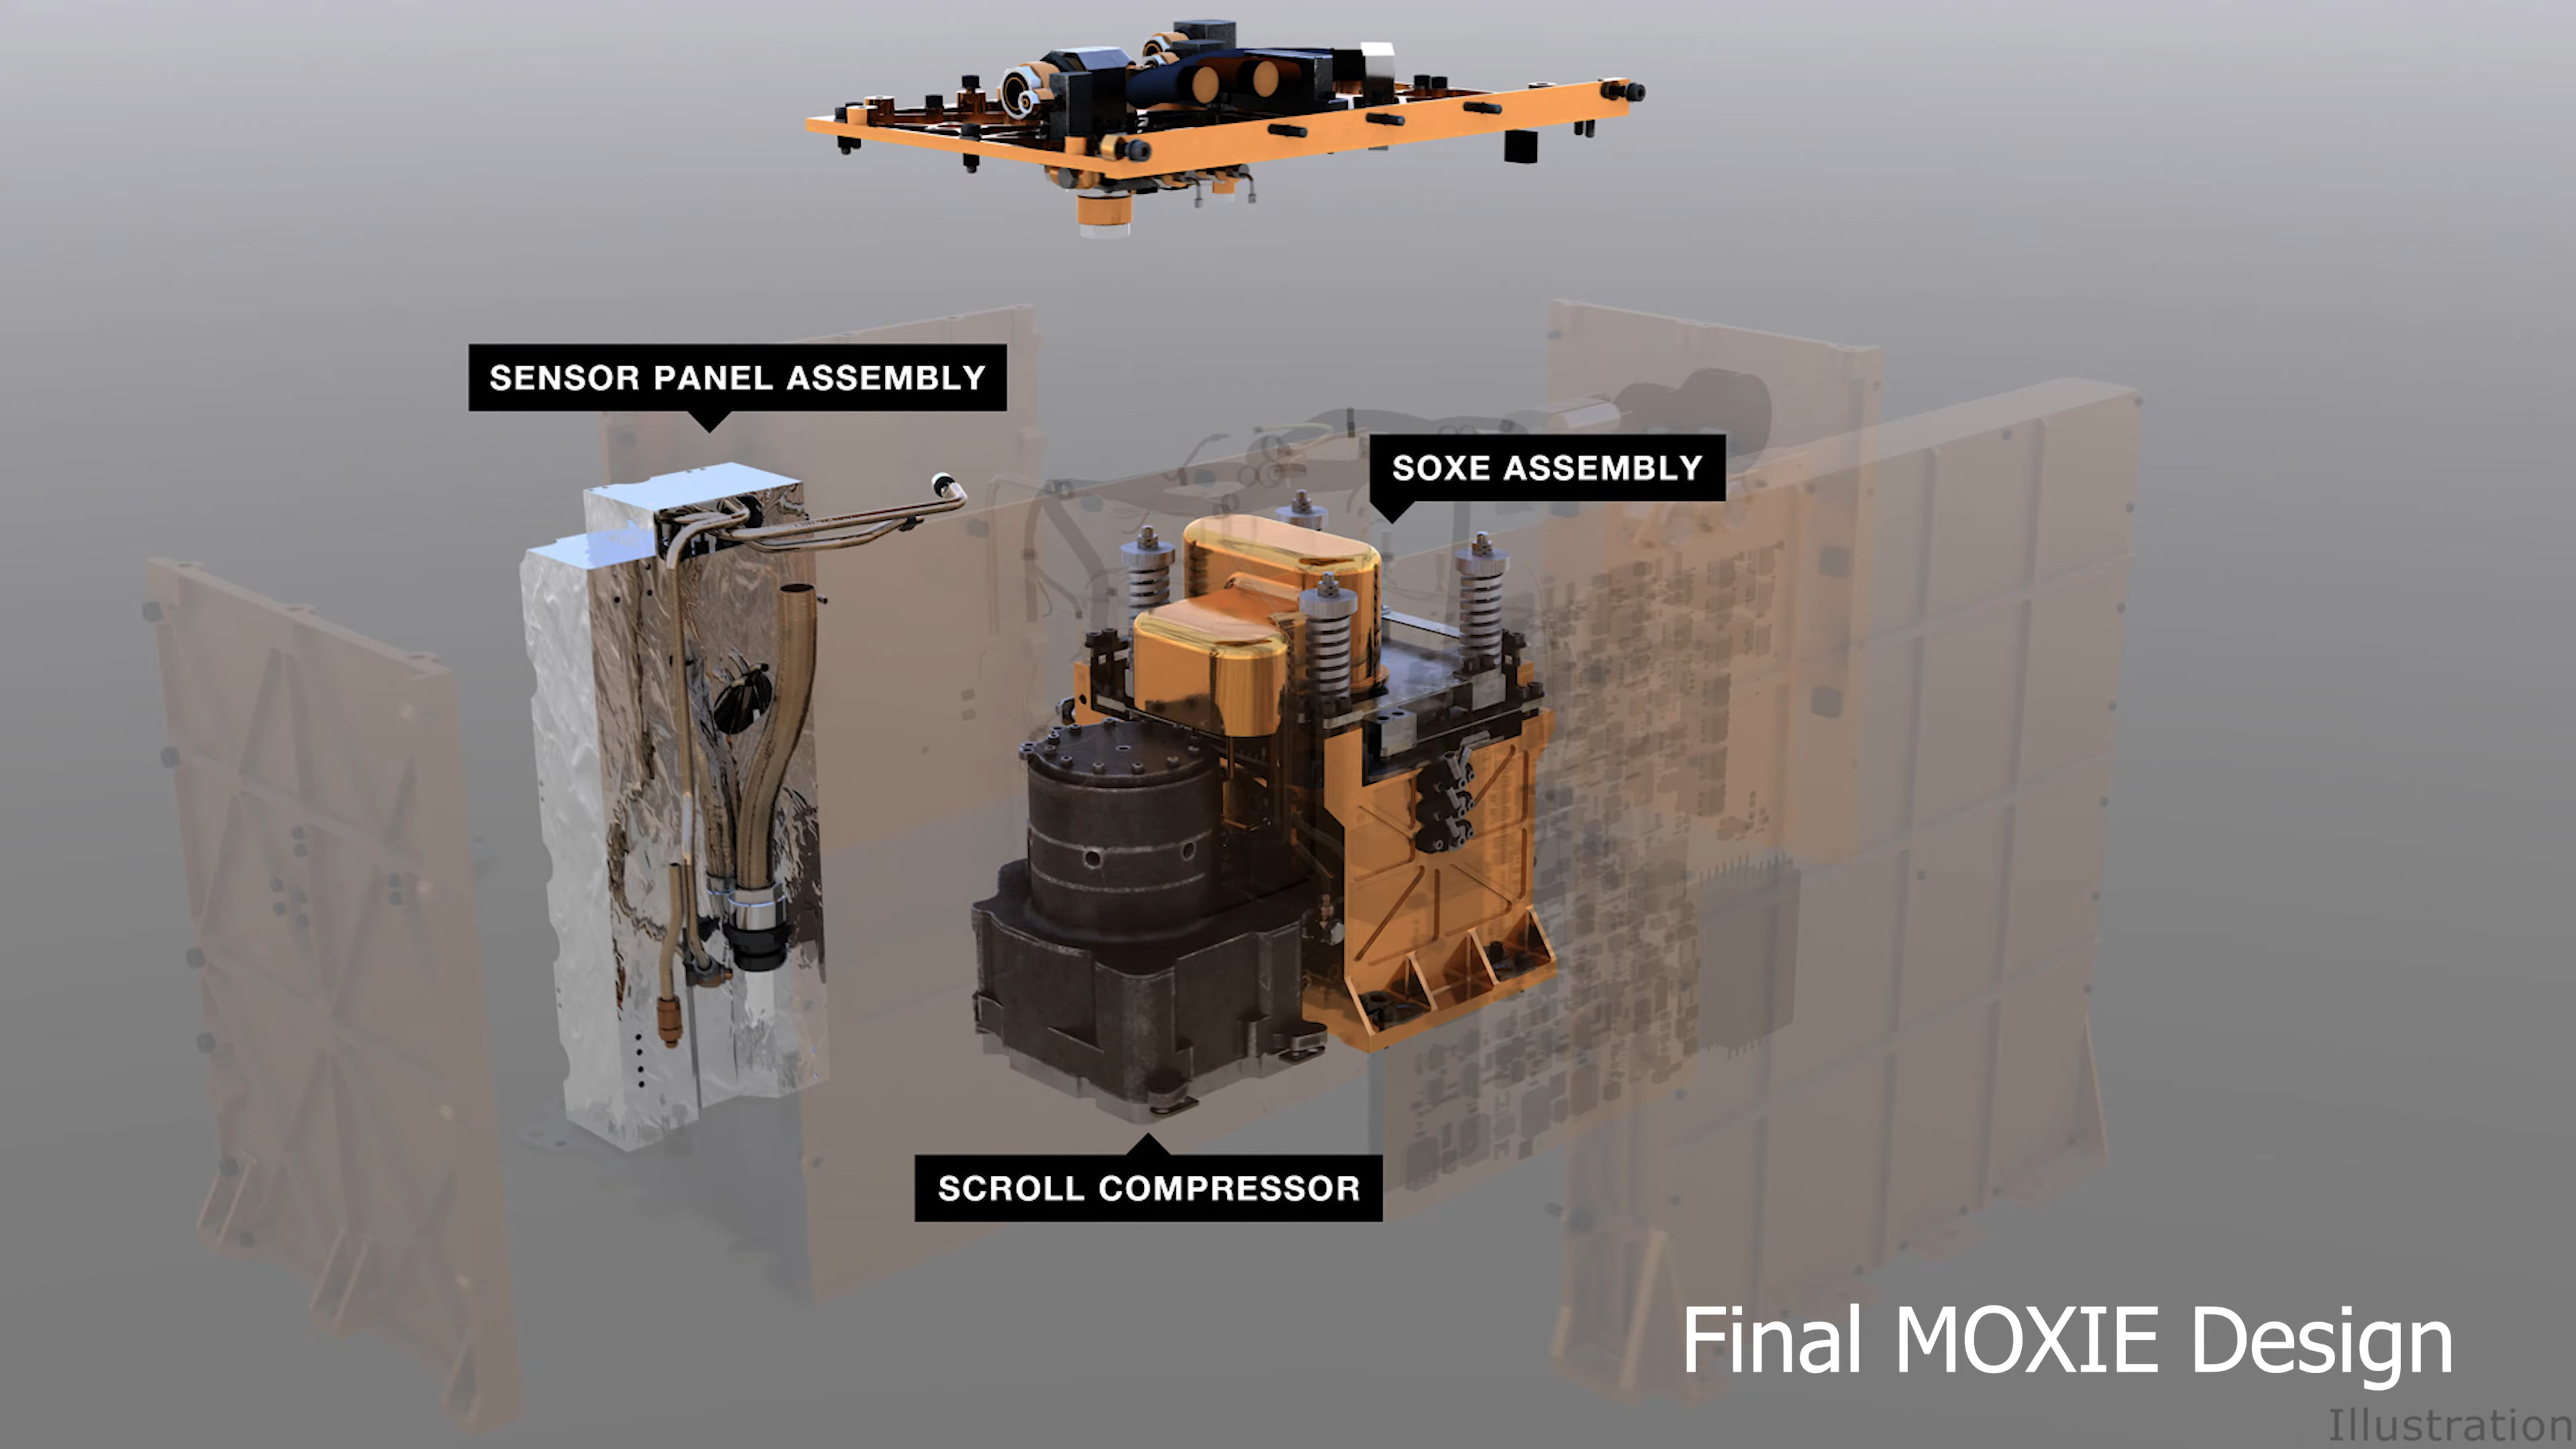 SENSOR PANEL ASSEMBLY
SOXE ASSEMBLY
SCROLL COMPRESSOR
Final MOXIE Design
Illustration